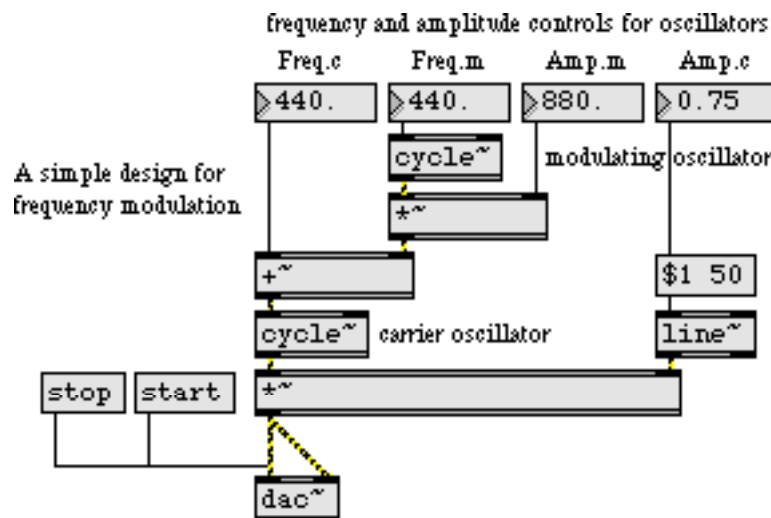 frequency and amplitude controls for oscillators
Freq.c Freq.m Amp.m Amp.c
440. 440. 880. 0.75
cycle~ modulating oscillator
A simple design for
frequency modulation
*~
+~ $1 50
cycle~ carrier oscillator line~
stop start *~
dac~